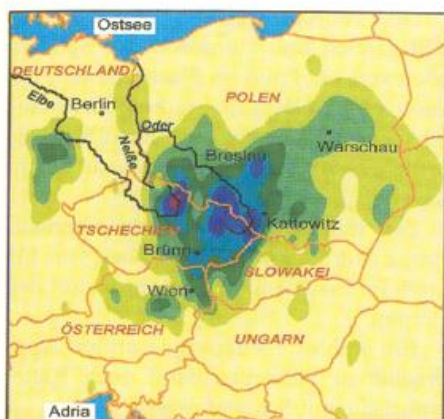 Ostsee
DEUTSCHLAND
Elbe
Berlin
POLEN
Oder
Neiße
Warschau
Breslau
TSCHECHIEN
Kattowitz
Brünn
SLOWAKEI
Wien
ÖSTERREICH
UNGARN
Adria